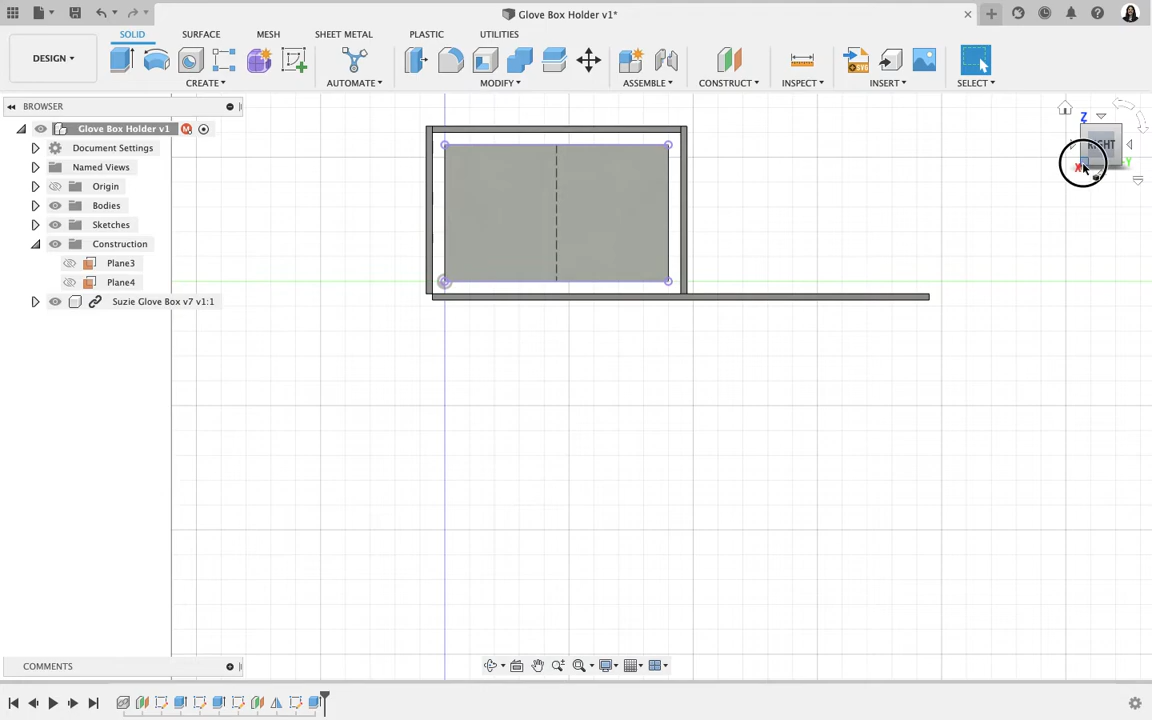 Glove Box Holder v1*
SOLID SURFACE MESH SHEET METAL PLASTIC UTILITIES
DESIGN
CREATE AUTOMATE MODIFY ASSEMBLE CONSTRUCT INSPECT INSERT SELECT
BROWSER
Glove Box Holder v1
Document Settings
Named Views
Origin
Bodies
Sketches
Construction
Plane3
Plane4
Suzie Glove Box v7 v1:1
Z
RIGHT
X
Y
COMMENTS